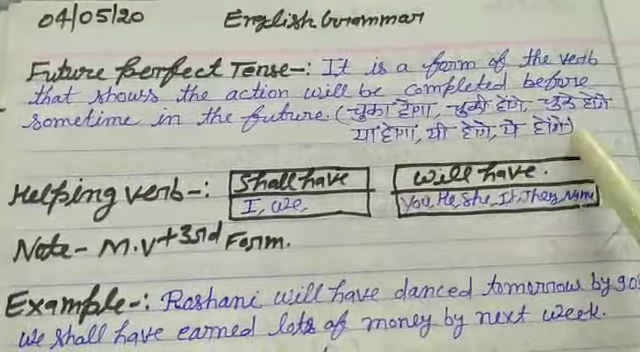 04/05/20 English Grammar
Future perfect Tense-: It is a form of the verb
that shows the action will be completed before
sometime in the future. (चुका होगा, चुकी होगी, चुके होंगे
या होगा, यी होगी, ये होंगे)
Helping verb-: Shall have will have.
I, we, You, He, She, It, They, Name
Note- M.V+3rd Form.
Example-: Rashani will have danced tomorrow by 9:0
we shall have earned lots of money by next week.